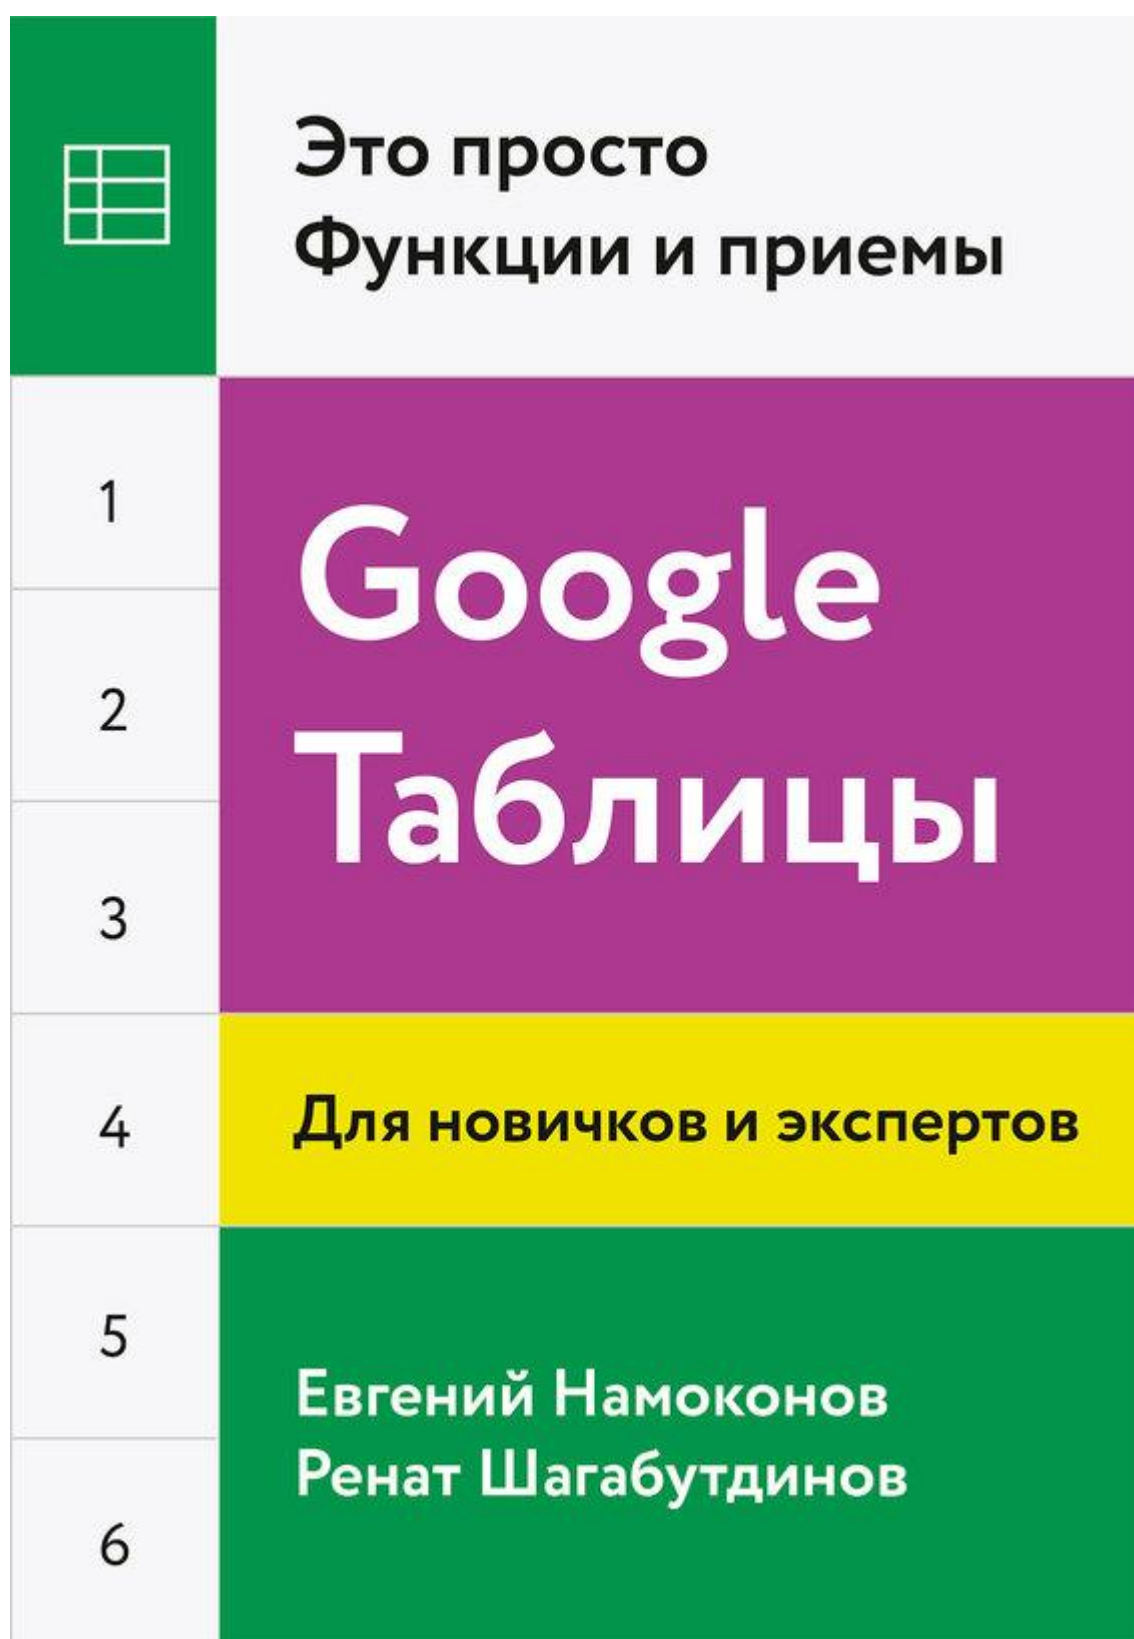 Это просто
Функции и приемы
1
Google
2
Таблицы
3
4
Для новичков и экспертов
5
Евгений Намоконов
Ренат Шагабутдинов
6